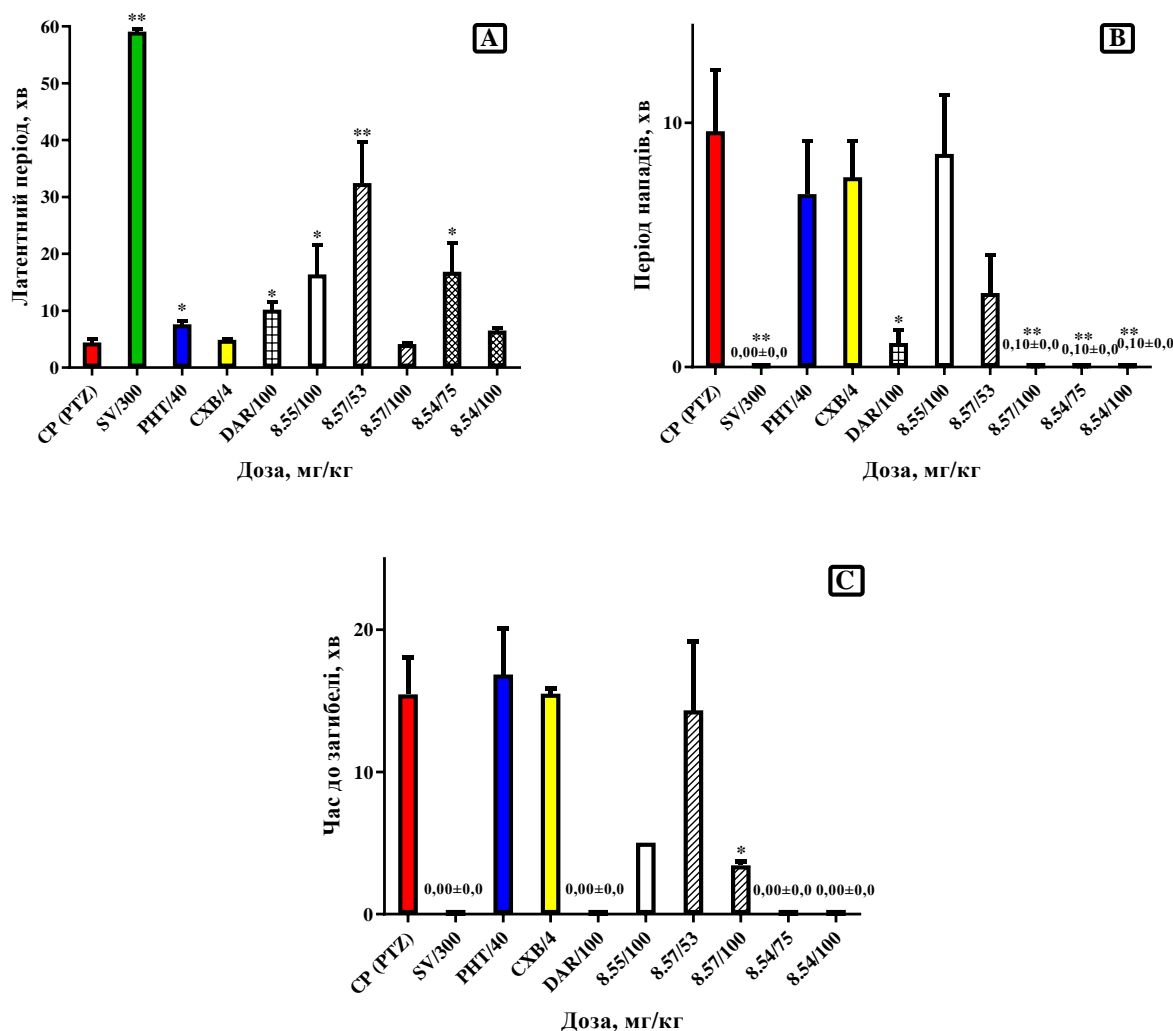 A
Латентний період, хв
60
50
40
30
20
10
0
**
*
*
*
**
*
CP (PTZ)
SV/300
PHT/40
CXB/4
DAR/100
8.55/100
8.57/53
8.57/100
8.54/75
8.54/100
Доза, мг/кг
B
Період нападів, хв
10
0
**
0,00±0,0
*
**
0,10±0,0
**
0,10±0,0
**
0,10±0,0
CP (PTZ)
SV/300
PHT/40
CXB/4
DAR/100
8.55/100
8.57/53
8.57/100
8.54/75
8.54/100
Доза, мг/кг
C
Час до загибелі, хв
20
10
0
0,00±0,0
0,00±0,0
*
0,00±0,0
0,00±0,0
CP (PTZ)
SV/300
PHT/40
CXB/4
DAR/100
8.55/100
8.57/53
8.57/100
8.54/75
8.54/100
Доза, мг/кг